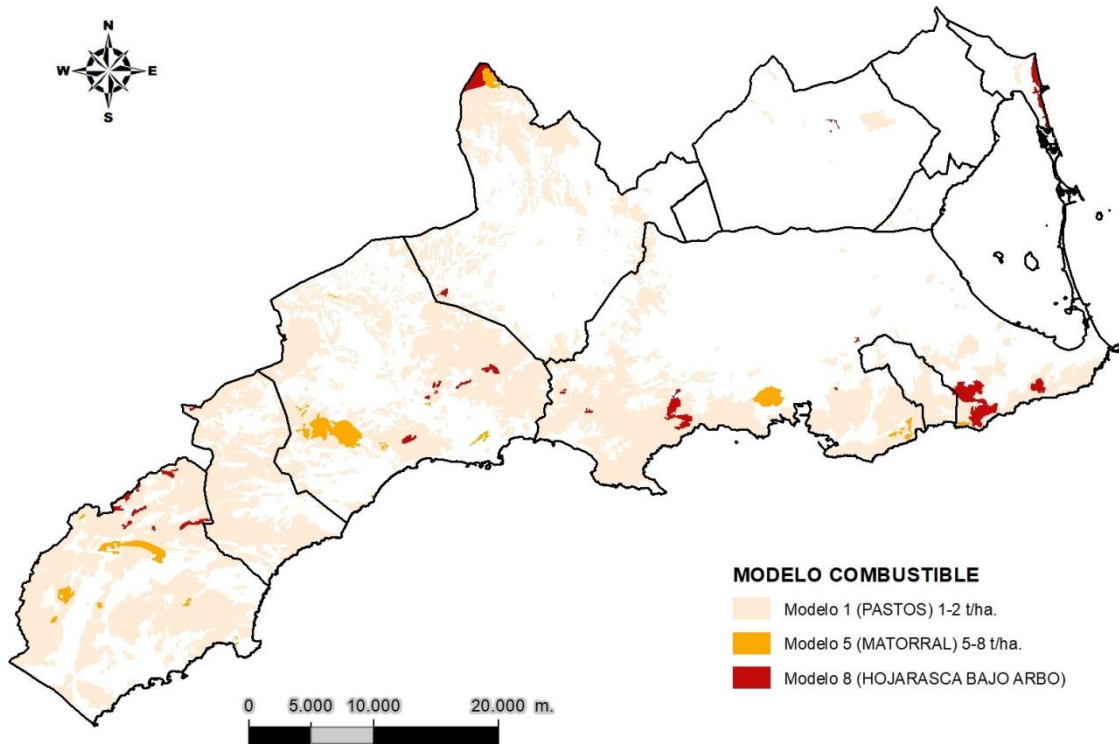 N
W E
S
MODELO COMBUSTIBLE
Modelo 1 (PASTOS) 1-2 t/ha.
Modelo 5 (MATORRAL) 5-8 t/ha.
Modelo 8 (HOJARASCA BAJO ARBO)
0 5.000 10.000 20.000 m.